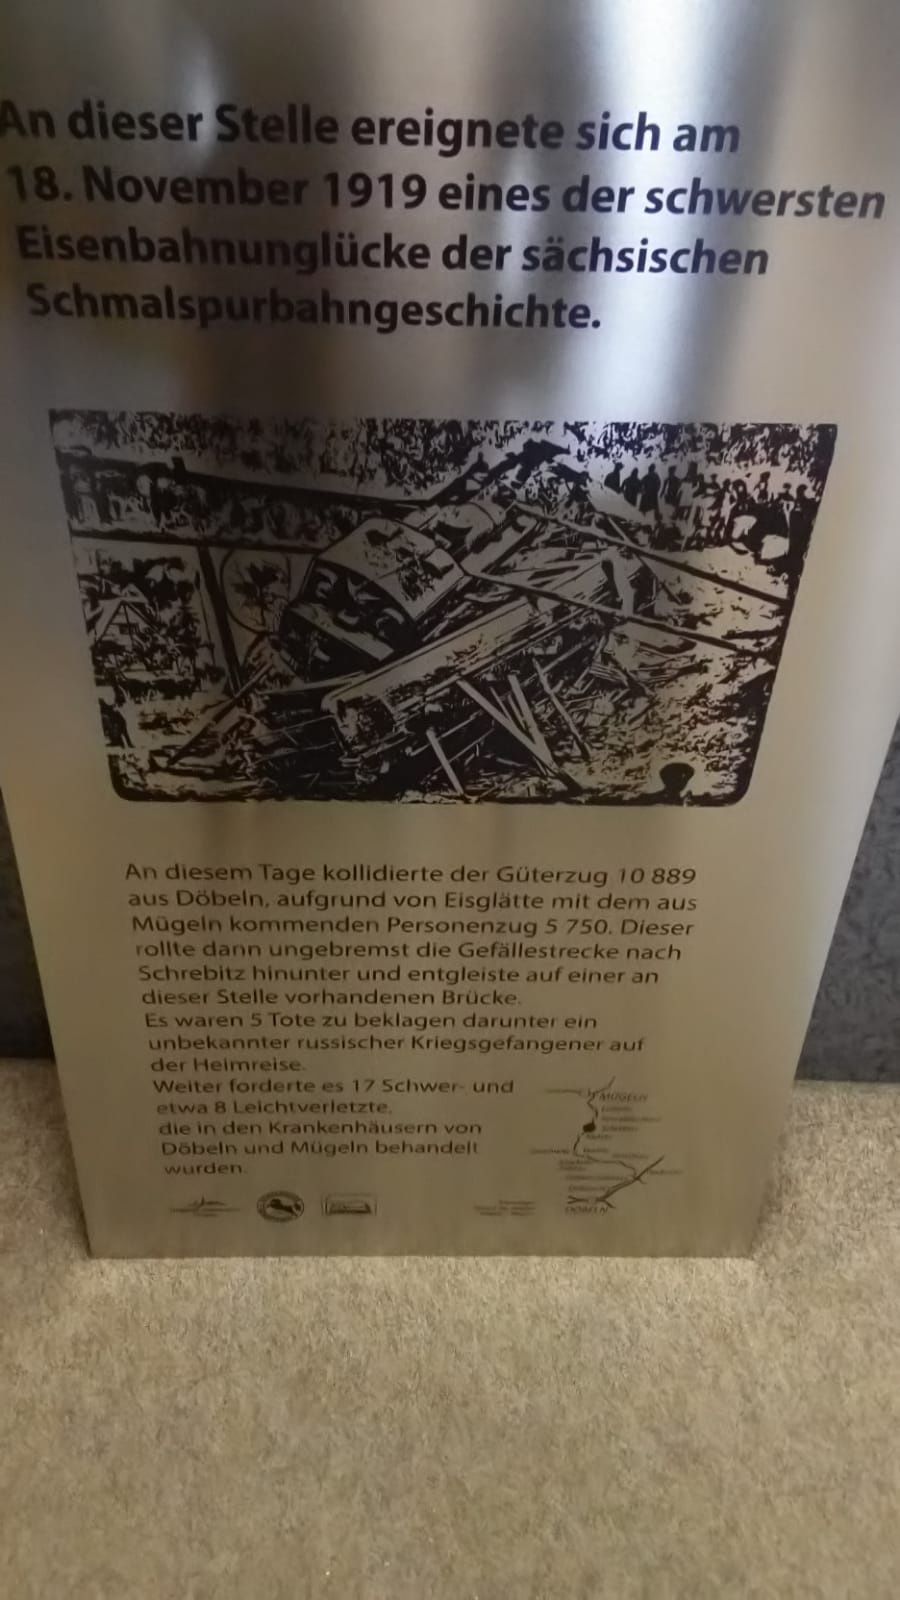 An dieser Stelle ereignete sich am
18. November 1919 eines der schwersten
Eisenbahnunglücke der sächsischen
Schmalspurbahngeschichte.
An diesem Tage kollidierte der Güterzug 10 889
aus Döbeln, aufgrund von Eisglätte mit dem aus
Mügeln kommenden Personenzug 5 750. Dieser
rollte dann ungebremst die Gefällestrecke nach
Schrebitz hinunter und entgleiste auf einer an
dieser Stelle vorhandenen Brücke.
Es waren 5 Tote zu beklagen darunter ein
unbekannter russischer Kriegsgefangener auf
der Heimreise.
Weiter forderte es 17 Schwer- und
etwa 8 Leichtverletzte,
die in den Krankenhäusern von
Döbeln und Mügeln behandelt
wurden.
MÜGELN
DÖBELN